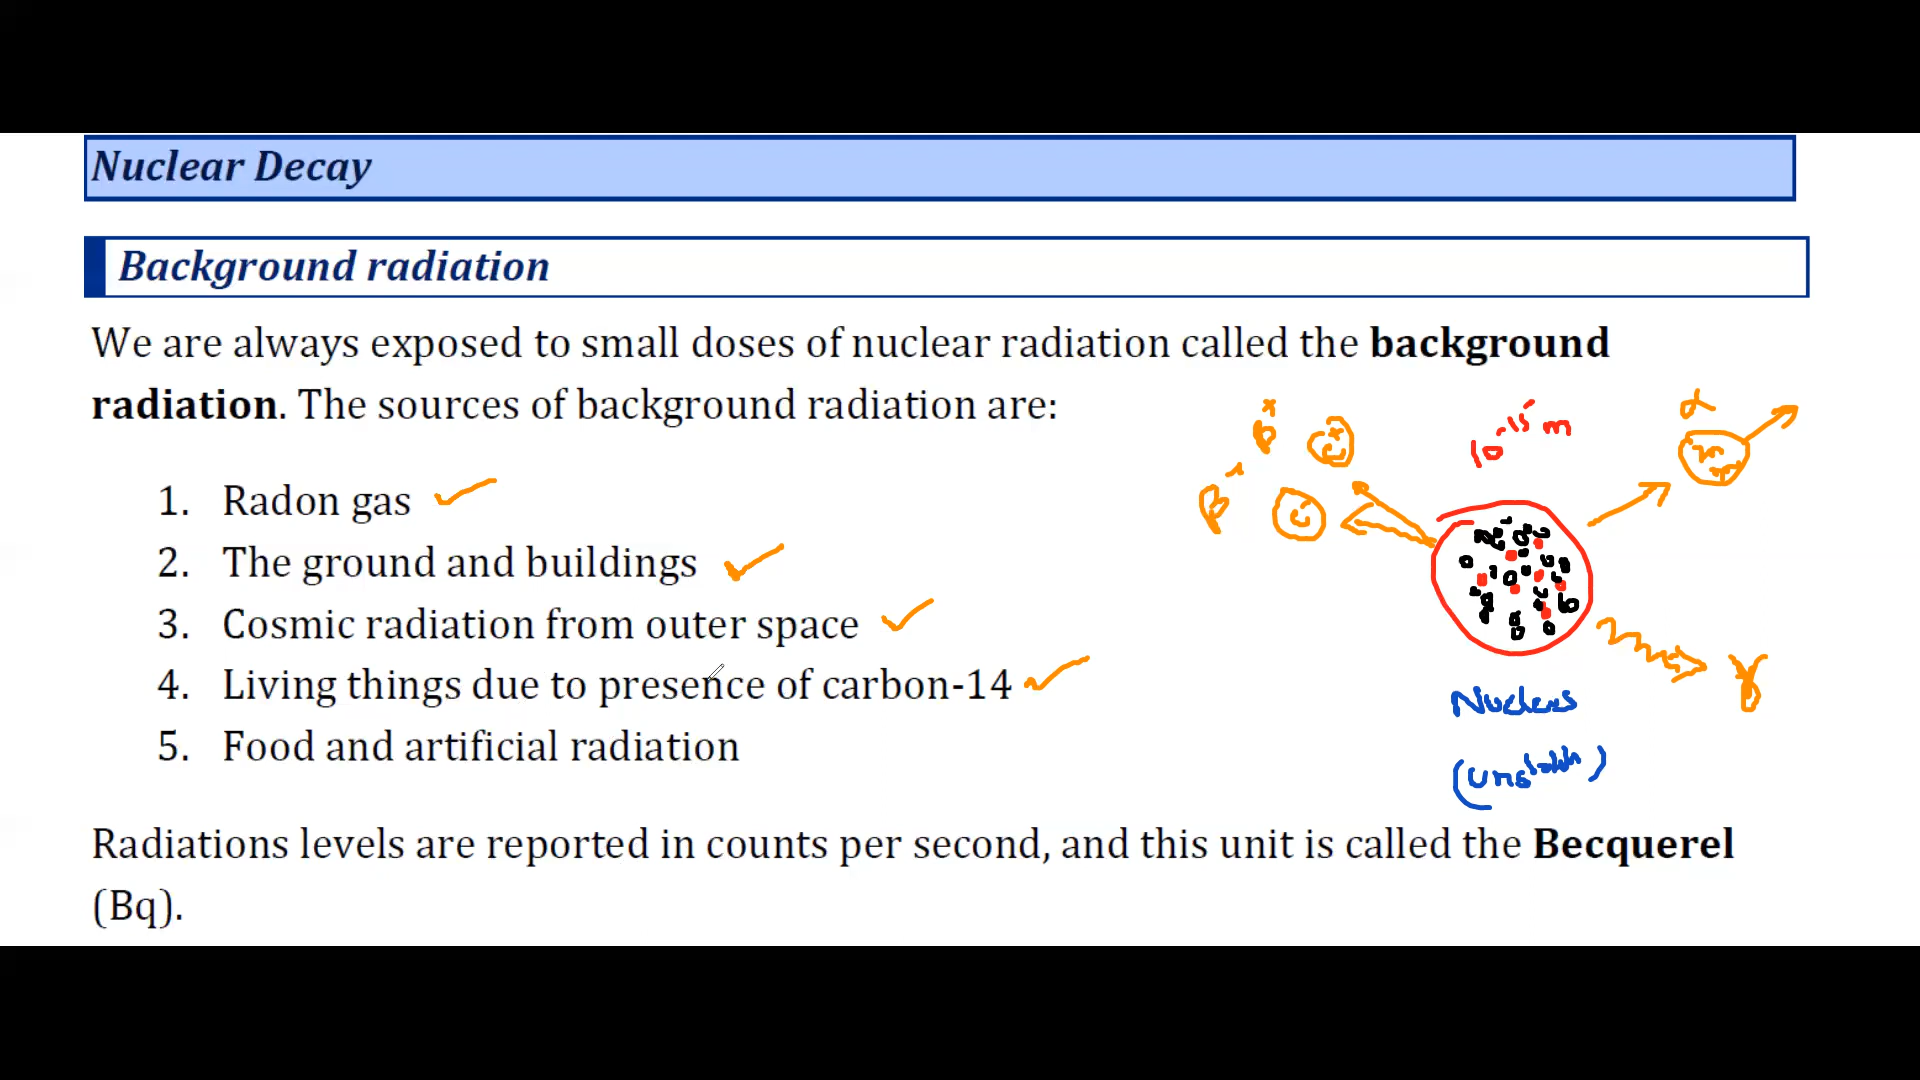 Nuclear Decay
Background radiation
We are always exposed to small doses of nuclear radiation called the background
radiation. The sources of background radiation are:
1. Radon gas
2. The ground and buildings
3. Cosmic radiation from outer space
4. Living things due to presence of carbon-14
5. Food and artificial radiation
Radiations levels are reported in counts per second, and this unit is called the Becquerel
(Bq).
10⁻¹⁵ m
α
β⁻
γ
Nucleus